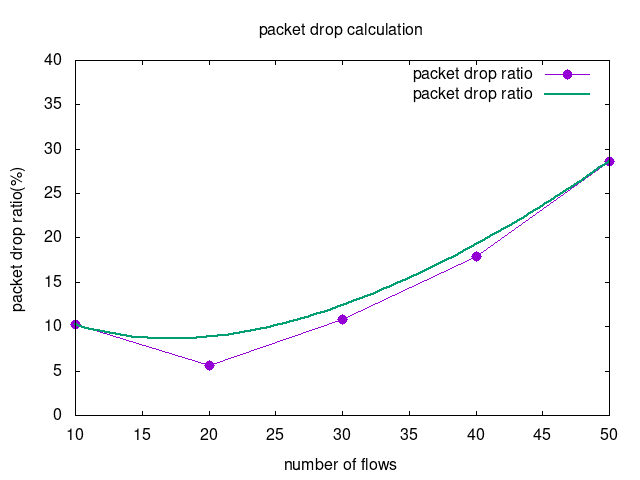 packet drop calculation
packet drop ratio
packet drop ratio
packet drop ratio(%)
40
35
30
25
20
15
10
5
0
10 15 20 25 30 35 40 45 50
number of flows